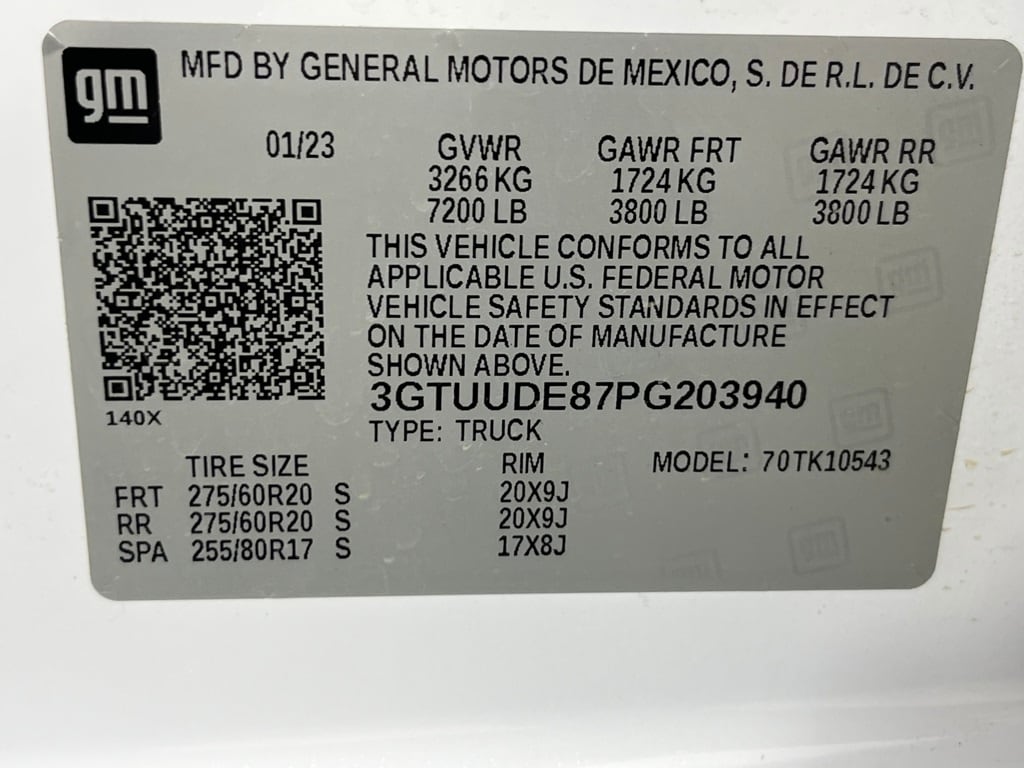 gm
MFD BY GENERAL MOTORS DE MEXICO, S. DE R.L. DE C.V.
01/23 GVWR GAWR FRT GAWR RR
3266 KG 1724 KG 1724 KG
7200 LB 3800 LB 3800 LB
THIS VEHICLE CONFORMS TO ALL
APPLICABLE U.S. FEDERAL MOTOR
VEHICLE SAFETY STANDARDS IN EFFECT
ON THE DATE OF MANUFACTURE
SHOWN ABOVE.
3GTUUDE87PG203940
140X
TYPE: TRUCK
TIRE SIZE RIM MODEL: 70TK10543
FRT 275/60R20 S 20X9J
RR 275/60R20 S 20X9J
SPA 255/80R17 S 17X8J